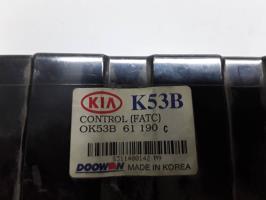 KIA K53B
CONTROL (FATC)
OK53B 61 190 C
DOOWON MADE IN KOREA